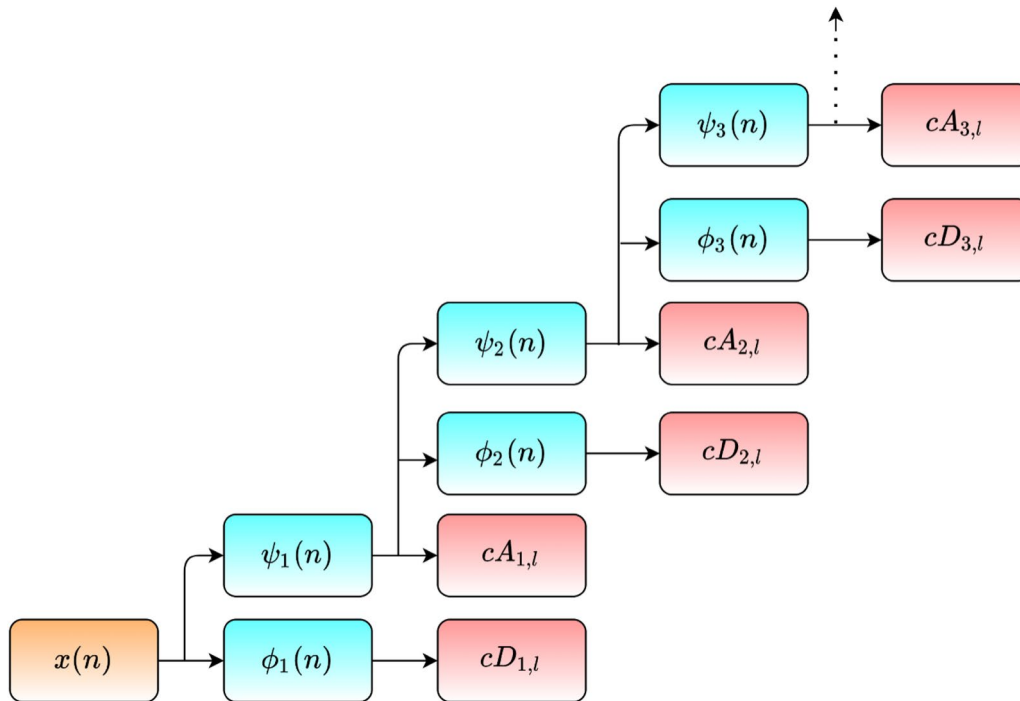 ψ₃(n)
cA₃,ₗ
ϕ₃(n)
cD₃,ₗ
ψ₂(n)
cA₂,ₗ
ϕ₂(n)
cD₂,ₗ
ψ₁(n)
cA₁,ₗ
x(n)
ϕ₁(n)
cD₁,ₗ